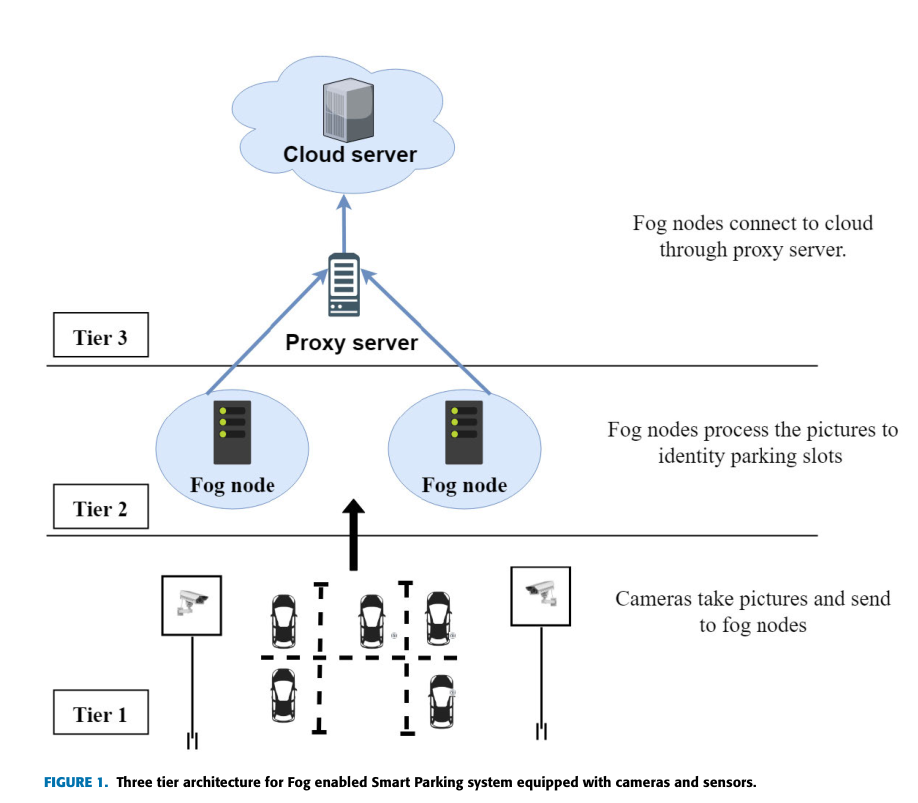 Cloud server
Fog nodes connect to cloud
through proxy server.
Tier 3
Proxy server
Fog nodes process the pictures to
identity parking slots
Fog node
Fog node
Tier 2
Cameras take pictures and send
to fog nodes
Tier 1
FIGURE 1. Three tier architecture for Fog enabled Smart Parking system equipped with cameras and sensors.